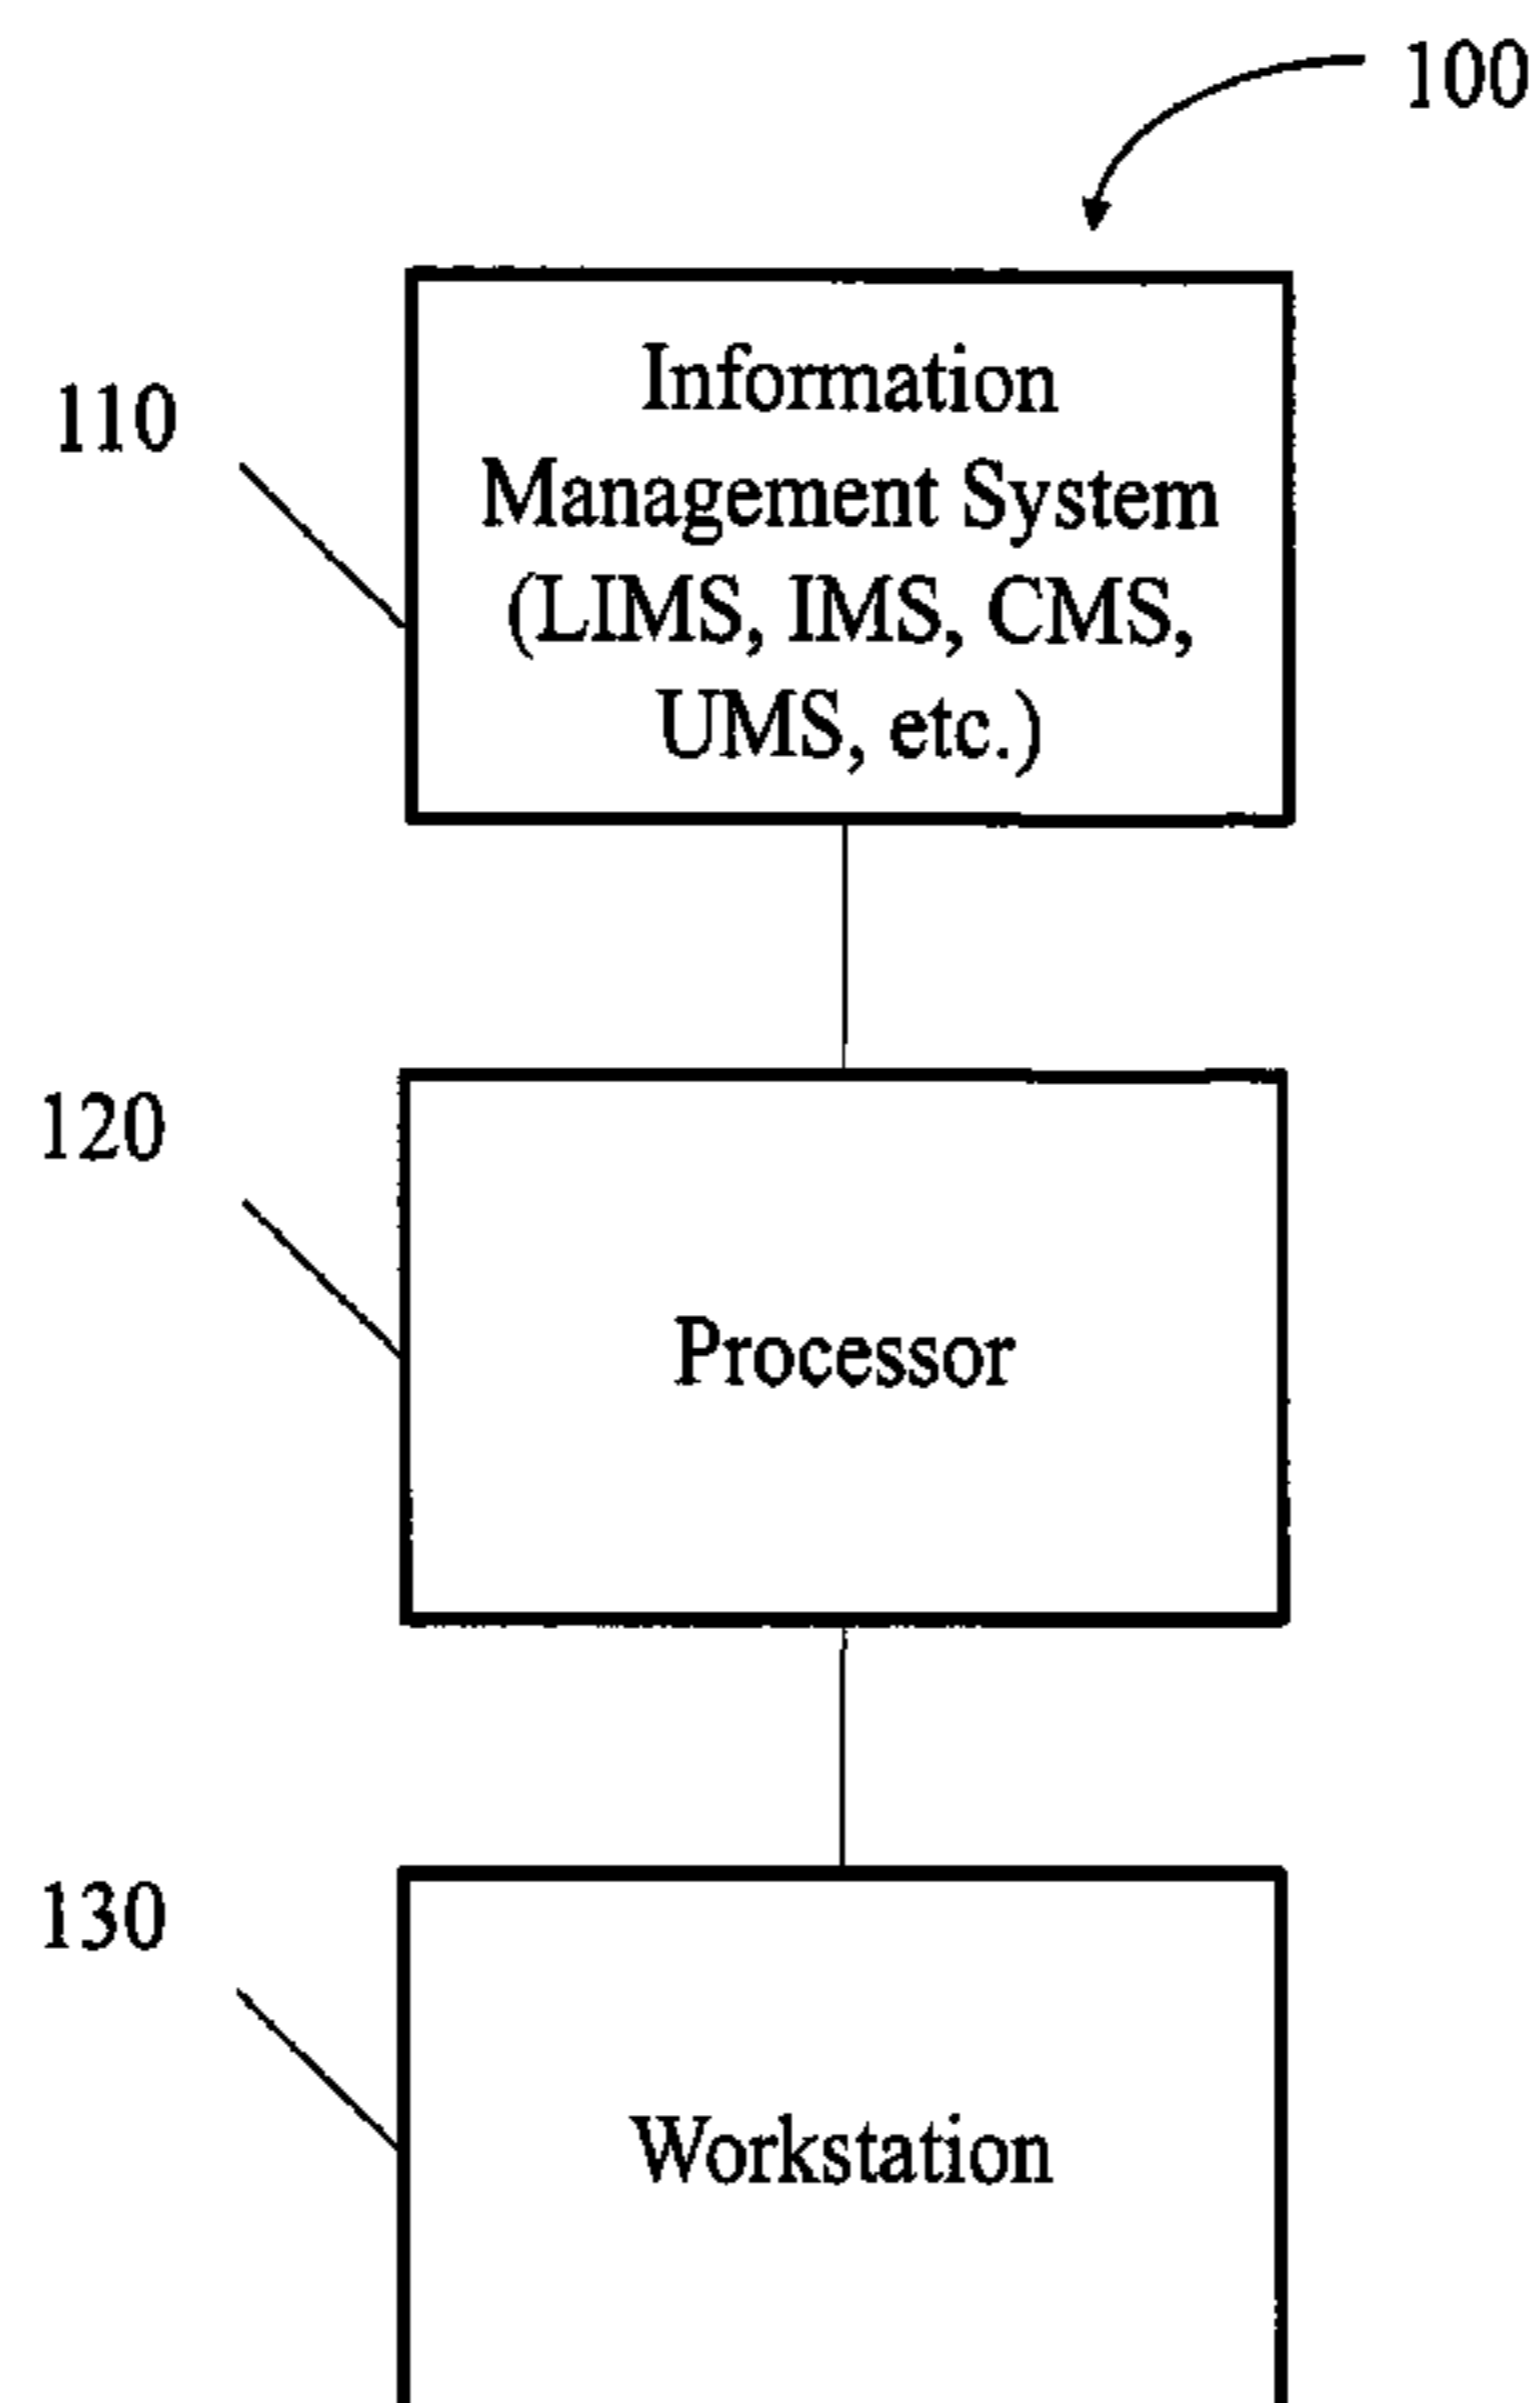 100
110
Information
Management System
(LIMS, IMS, CMS,
UMS, etc.)
120
Processor
130
Workstation